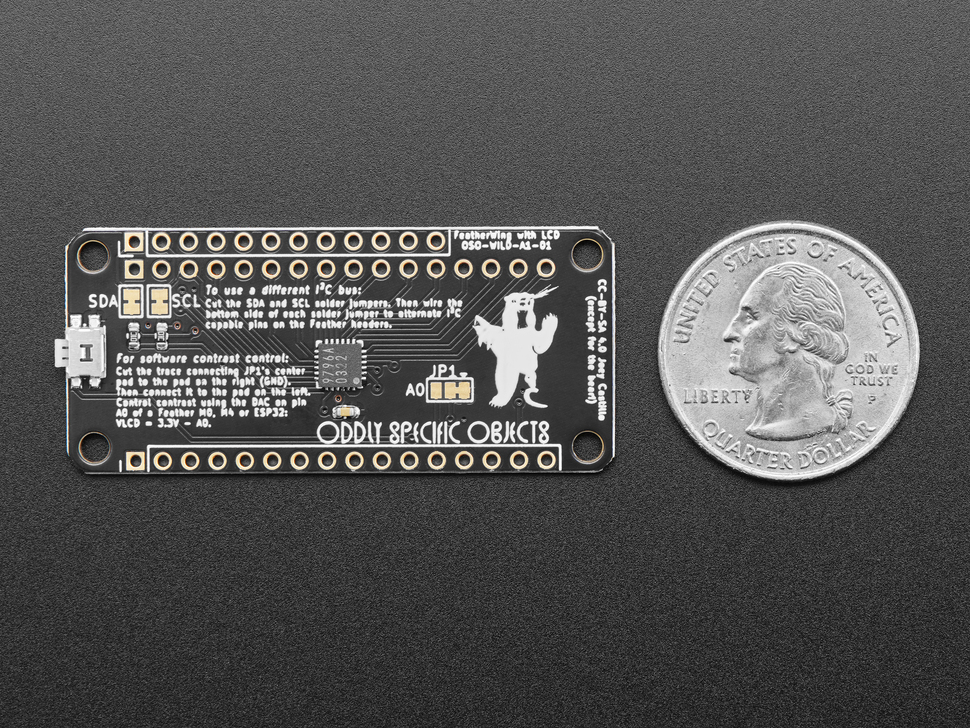 FeatherWing with LCD
OSO-WILD-A1-01
SDA
SCL
To use a different I²C bus:
Cut the SDA and SCL solder jumpers. Then wire the
bottom side of each solder jumper to alternate I²C
capable pins on the Feather headers.
For software contrast control:
Cut the trace connecting JP1's center
pad to the pad on the right (GND).
Then connect it to the pad on the left.
Control contrast using the DAC on pin
A0 of a Feather M0, M4 or ESP32:
VLCD = 3.3V - A0.
9796A
0322
JP1
A0
ODDLY SPECIFIC OBJECTS
CC-BY-SA 4.0 Joey Castillo
(except for the bear)
UNITED STATES OF AMERICA
LIBERTY
IN
GOD WE
TRUST
P
QUARTER DOLLAR